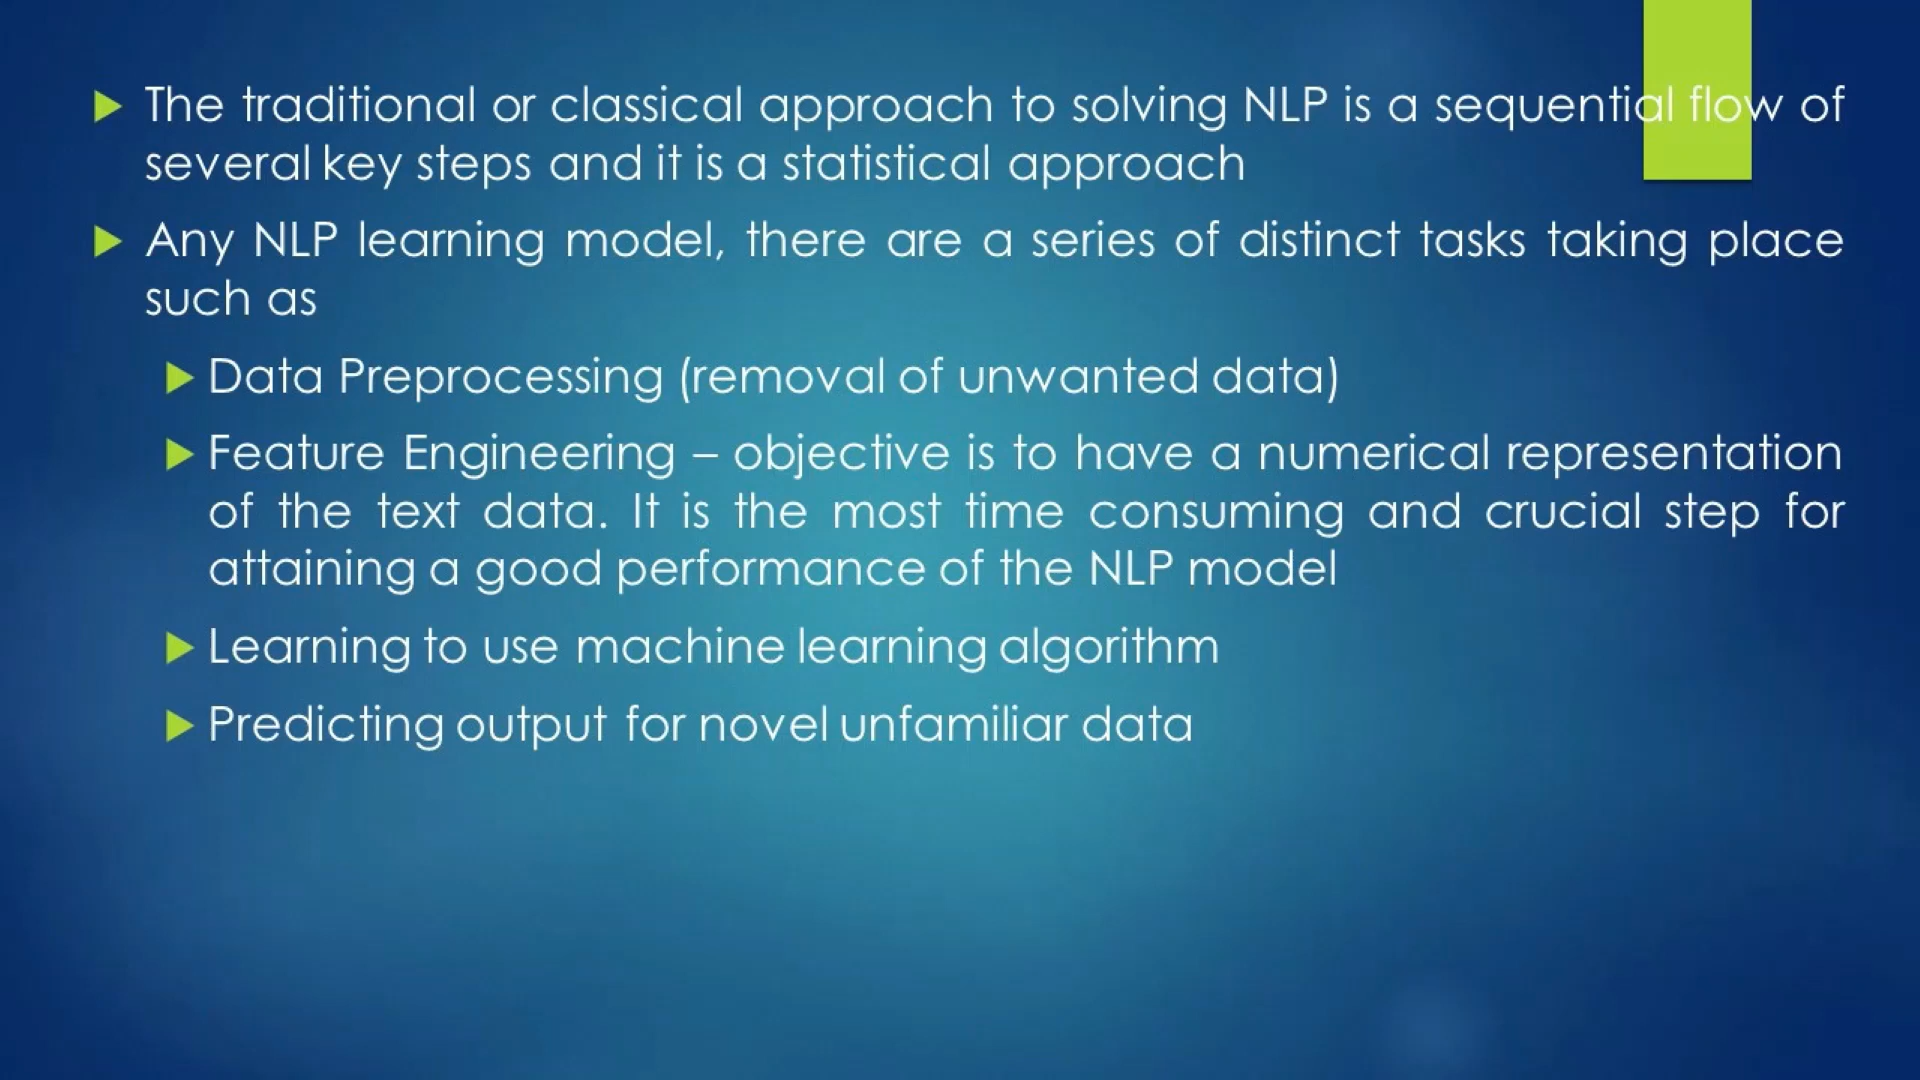 The traditional or classical approach to solving NLP is a sequential flow of
several key steps and it is a statistical approach
Any NLP learning model, there are a series of distinct tasks taking place
such as
Data Preprocessing (removal of unwanted data)
Feature Engineering – objective is to have a numerical representation
of the text data. It is the most time consuming and crucial step for
attaining a good performance of the NLP model
Learning to use machine learning algorithm
Predicting output for novel unfamiliar data